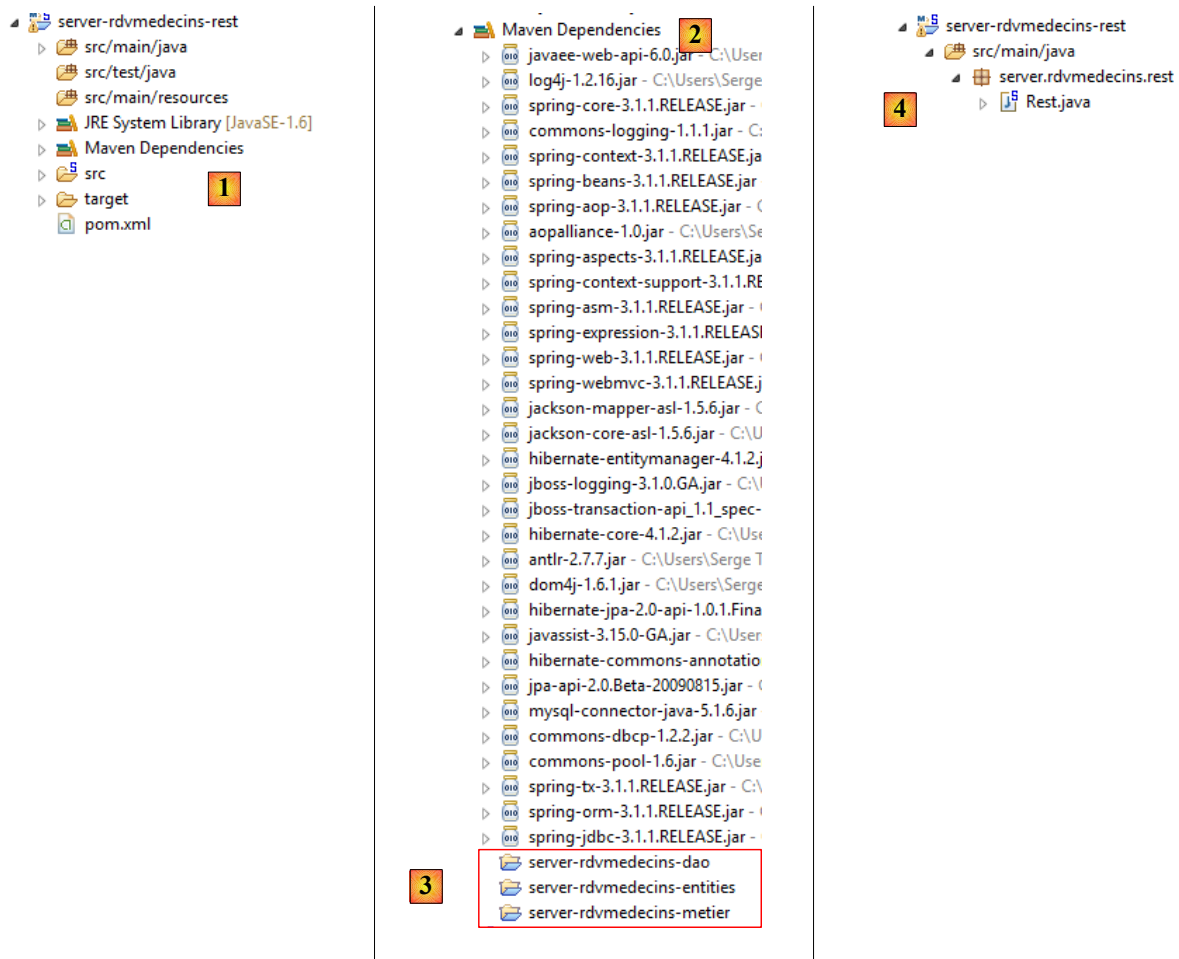 server-rdvmedecins-rest
src/main/java
src/test/java
src/main/resources
JRE System Library [JavaSE-1.6]
Maven Dependencies
src
1
target
pom.xml
Maven Dependencies
2
javaee-web-api-6.0.jar - C:\User
log4j-1.2.16.jar - C:\Users\Serge
spring-core-3.1.1.RELEASE.jar -
commons-logging-1.1.1.jar - C:
spring-context-3.1.1.RELEASE.ja
spring-beans-3.1.1.RELEASE.jar
spring-aop-3.1.1.RELEASE.jar - C
aopalliance-1.0.jar - C:\Users\Se
spring-aspects-3.1.1.RELEASE.ja
spring-context-support-3.1.1.RE
spring-asm-3.1.1.RELEASE.jar -
spring-expression-3.1.1.RELEASE
spring-web-3.1.1.RELEASE.jar -
spring-webmvc-3.1.1.RELEASE.j
jackson-mapper-asl-1.5.6.jar - C
jackson-core-asl-1.5.6.jar - C:\U
hibernate-entitymanager-4.1.2.j
jboss-logging-3.1.0.GA.jar - C:\
jboss-transaction-api_1.1_spec-
hibernate-core-4.1.2.jar - C:\Use
antlr-2.7.7.jar - C:\Users\Serge T
dom4j-1.6.1.jar - C:\Users\Serge
hibernate-jpa-2.0-api-1.0.1.Fina
javassist-3.15.0-GA.jar - C:\User
hibernate-commons-annotatio
jpa-api-2.0.Beta-20090815.jar - C
mysql-connector-java-5.1.6.jar
commons-dbcp-1.2.2.jar - C:\U
commons-pool-1.6.jar - C:\Use
spring-tx-3.1.1.RELEASE.jar - C:\
spring-orm-3.1.1.RELEASE.jar -
spring-jdbc-3.1.1.RELEASE.jar -
server-rdvmedecins-dao
3
server-rdvmedecins-entities
server-rdvmedecins-metier
server-rdvmedecins-rest
src/main/java
server.rdvmedecins.rest
4
Rest.java